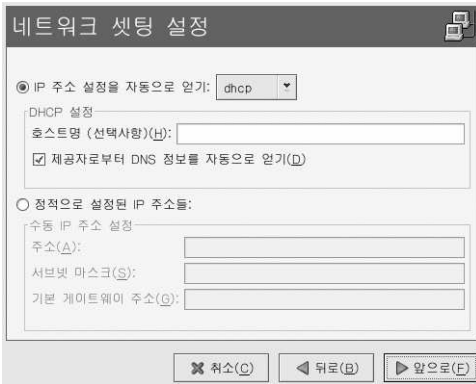 네트워크 셋팅 설정
IP 주소 설정을 자동으로 얻기: dhcp
DHCP 설정
호스트명 (선택사항)(H):
제공자로부터 DNS 정보를 자동으로 얻기(D)
정적으로 설정된 IP 주소들:
수동 IP 주소 설정
주소(A):
서브넷 마스크(S):
기본 게이트웨이 주소(G):
취소(C) 뒤로(B) 앞으로(F)